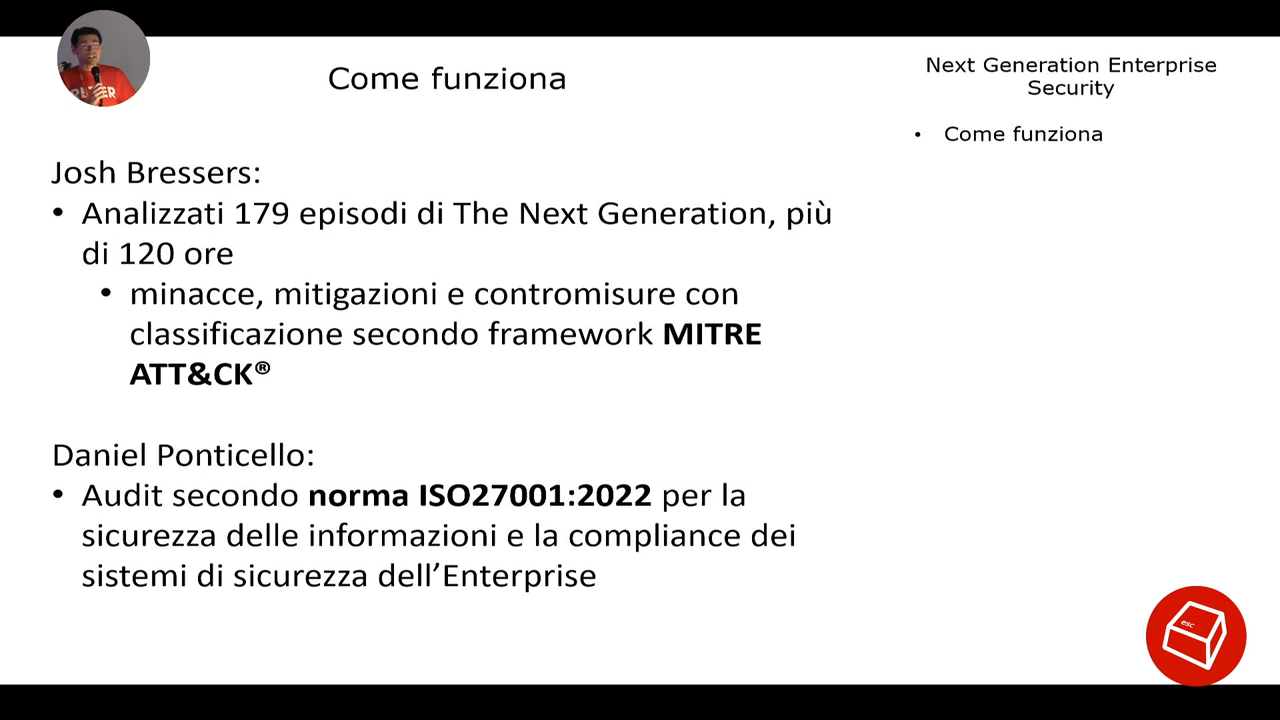 Come funziona
Next Generation Enterprise
Security
• Come funziona
Josh Bressers:
• Analizzati 179 episodi di The Next Generation, più
di 120 ore
• minacce, mitigazioni e contromisure con
classificazione secondo framework MITRE
ATT&CK®
Daniel Ponticello:
• Audit secondo norma ISO27001:2022 per la
sicurezza delle informazioni e la compliance dei
sistemi di sicurezza dell’Enterprise
esc